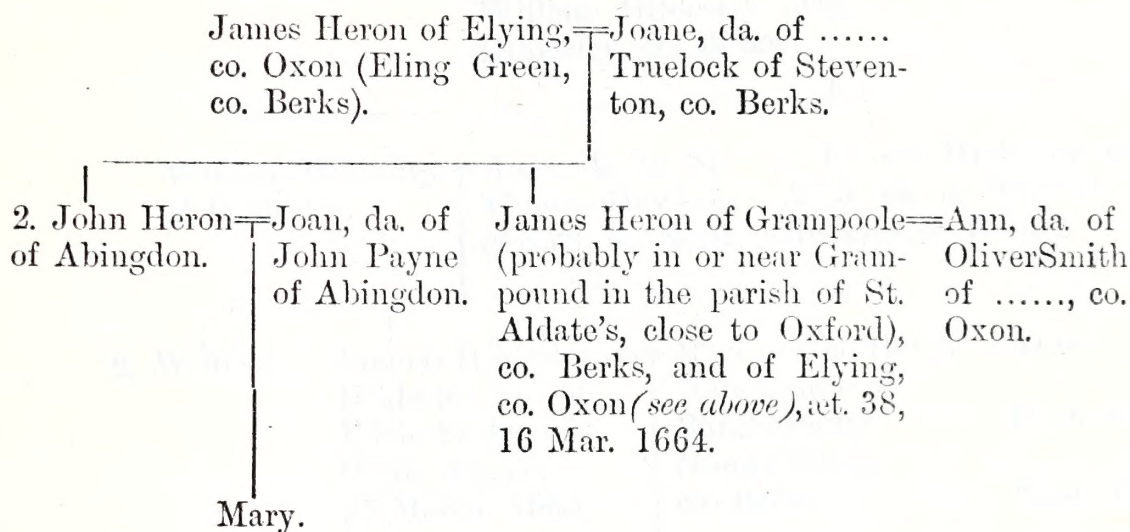 James Heron of Elying,
co. Oxon (Eling Green,
co. Berks).
Joane, da. of ......
Truelock of Steven-
ton, co. Berks.
2. John Heron
of Abingdon.
Joan, da. of
John Payne
of Abingdon.
James Heron of Grampoole
(probably in or near Gram-
pound in the parish of St.
Aldate's, close to Oxford),
co. Berks, and of Elying,
co. Oxon (see above), æt. 38,
16 Mar. 1664.
Ann, da. of
Oliver Smith
of ......, co.
Oxon.
Mary.